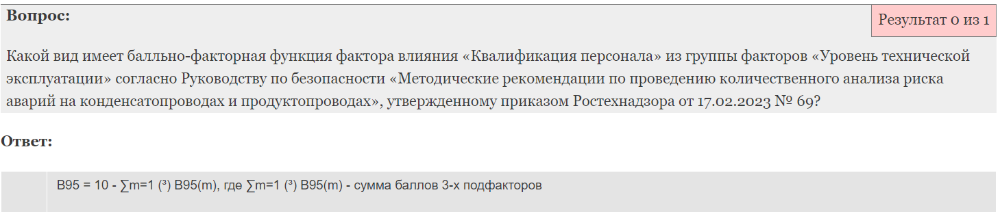 Вопрос:
Результат 0 из 1
Какой вид имеет балльно-факторная функция фактора влияния «Квалификация персонала» из группы факторов «Уровень технической
эксплуатации» согласно Руководству по безопасности «Методические рекомендации по проведению количественного анализа риска
аварий на конденсатопроводах и продуктопроводах», утвержденному приказом Ростехнадзора от 17.02.2023 № 69?
Ответ:
B95 = 10 - ∑m=1 (³) B95(m), где ∑m=1 (³) B95(m) - сумма баллов 3-х подфакторов